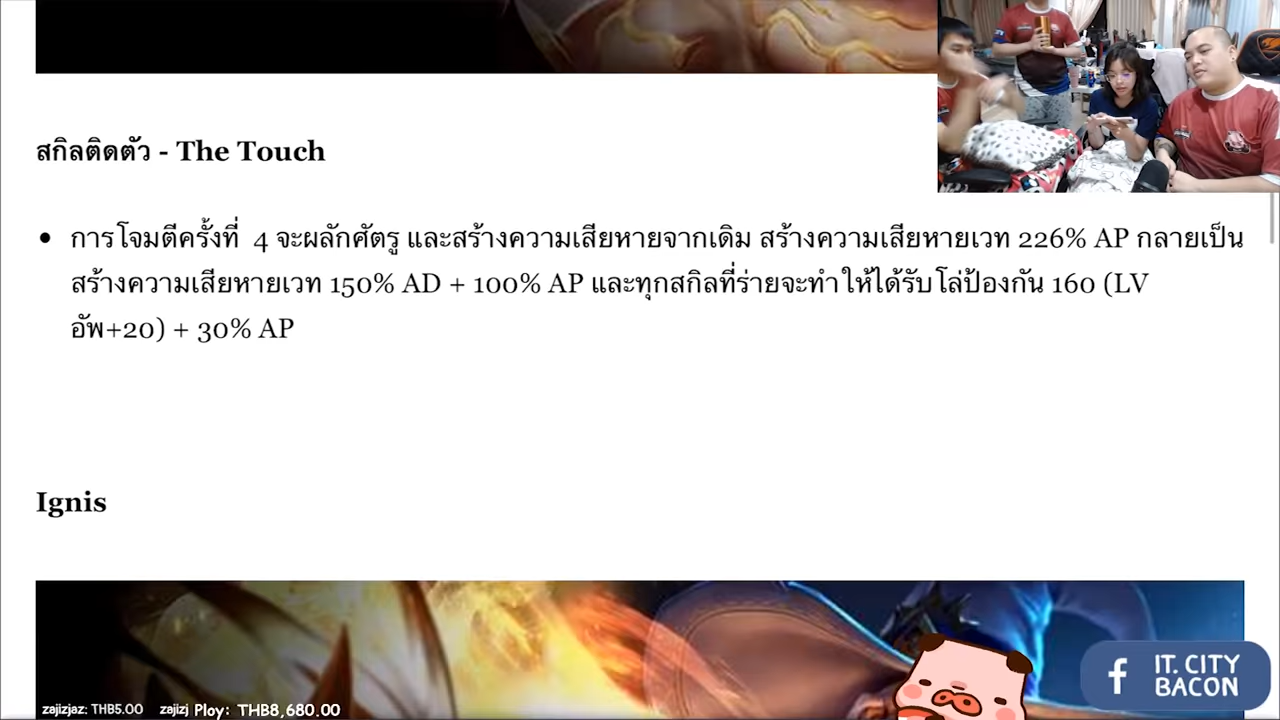 สกิลติดตัว - The Touch
การโจมตีครั้งที่ 4 จะผลักศัตรู และสร้างความเสียหายจากเดิม สร้างความเสียหายเวท 226% AP กลายเป็น
สร้างความเสียหายเวท 150% AD + 100% AP และทุกสกิลที่ร่ายจะทำให้ได้รับโล่ป้องกัน 160 (LV
อัพ+20) + 30% AP
Ignis
IT. CITY
BACON
zajizjaz: THB5.00 zajizj Ploy: THB8,680.00